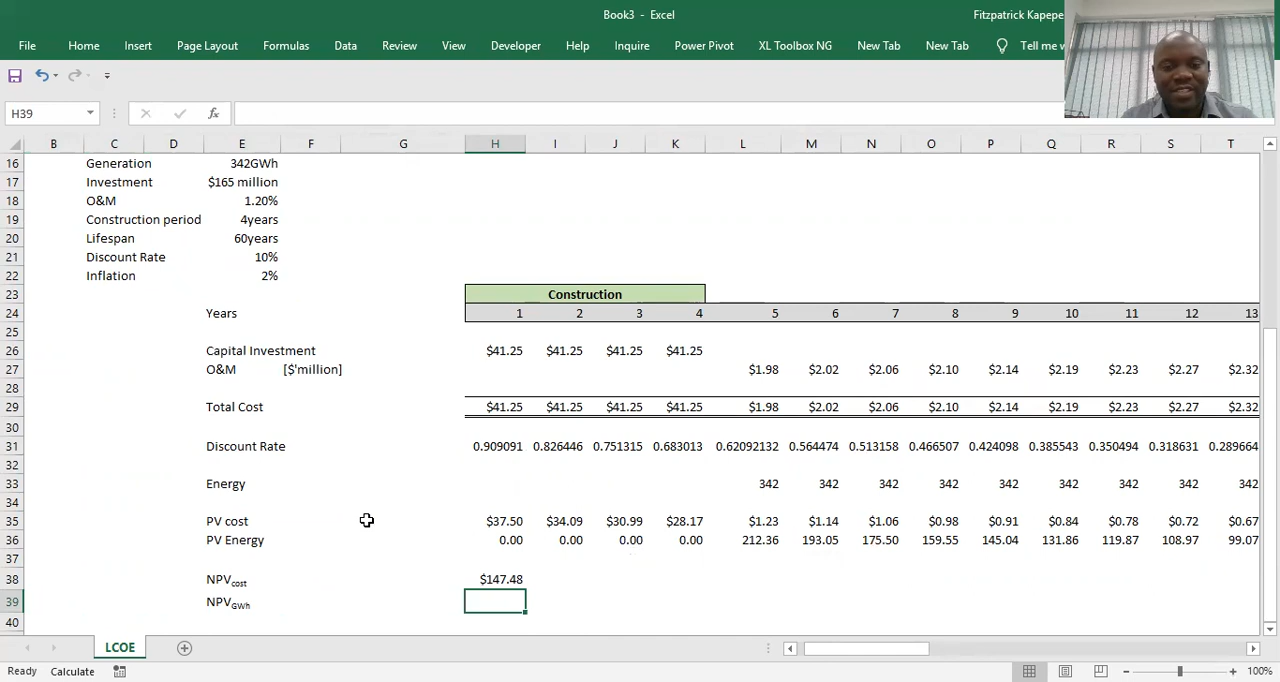 Book3 - Excel
Fitzpatrick Kapepe
File Home Insert Page Layout Formulas Data Review View Developer Help Inquire Power Pivot XL Toolbox NG New Tab New Tab Tell me w
H39
B C D E F G H I J K L M N O P Q R S T
16 Generation 342GWh
17 Investment $165 million
18 O&M 1.20%
19 Construction period 4years
20 Lifespan 60years
21 Discount Rate 10%
22 Inflation 2%
23 Construction
24 Years 1 2 3 4 5 6 7 8 9 10 11 12 13
25
26 Capital Investment $41.25 $41.25 $41.25 $41.25
27 O&M [$'million] $1.98 $2.02 $2.06 $2.10 $2.14 $2.19 $2.23 $2.27 $2.32
28
29 Total Cost $41.25 $41.25 $41.25 $41.25 $1.98 $2.02 $2.06 $2.10 $2.14 $2.19 $2.23 $2.27 $2.32
30
31 Discount Rate 0.909091 0.826446 0.751315 0.683013 0.62092132 0.564474 0.513158 0.466507 0.424098 0.385543 0.350494 0.318631 0.289664
32
33 Energy 342 342 342 342 342 342 342 342 342
34
35 PV cost $37.50 $34.09 $30.99 $28.17 $1.23 $1.14 $1.06 $0.98 $0.91 $0.84 $0.78 $0.72 $0.67
36 PV Energy 0.00 0.00 0.00 0.00 212.36 193.05 175.50 159.55 145.04 131.86 119.87 108.97 99.07
37
38 NPVcost $147.48
39 NPVGWh
40
LCOE
Ready Calculate 100%